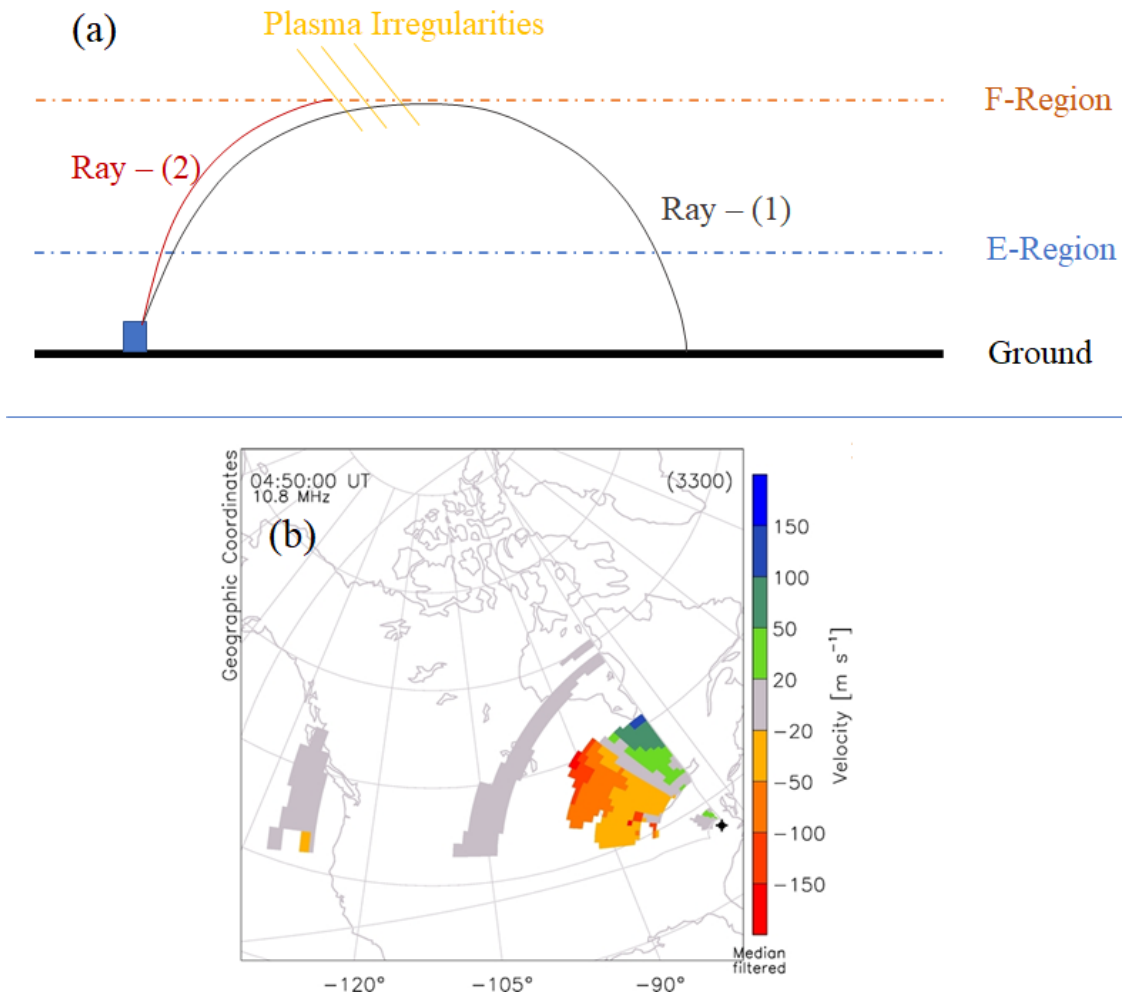 (a)
Plasma Irregularities
F-Region
Ray – (2)
Ray – (1)
E-Region
Ground
Geographic Coordinates
04:50:00 UT
(3300)
10.8 MHz
(b)
150
100
50
20
-20
-50
-100
-150
Velocity [m s⁻¹]
Median
filtered
-120°
-105°
-90°